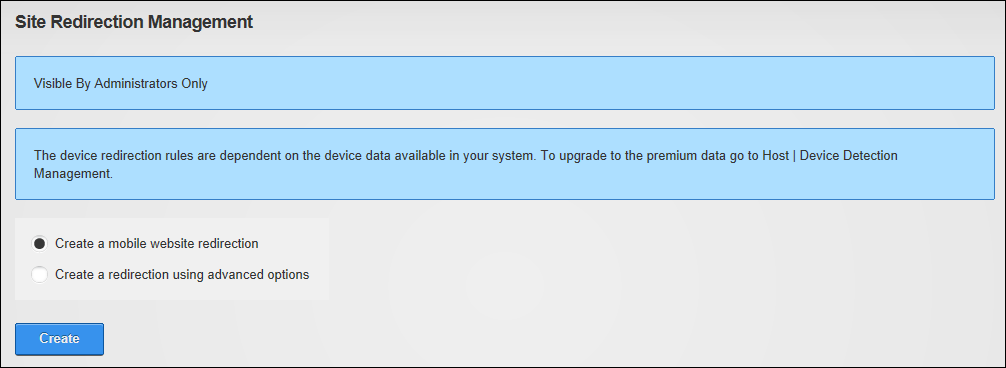 Site Redirection Management
Visible By Administrators Only
The device redirection rules are dependent on the device data available in your system. To upgrade to the premium data go to Host | Device Detection
Management.
Create a mobile website redirection
Create a redirection using advanced options
Create